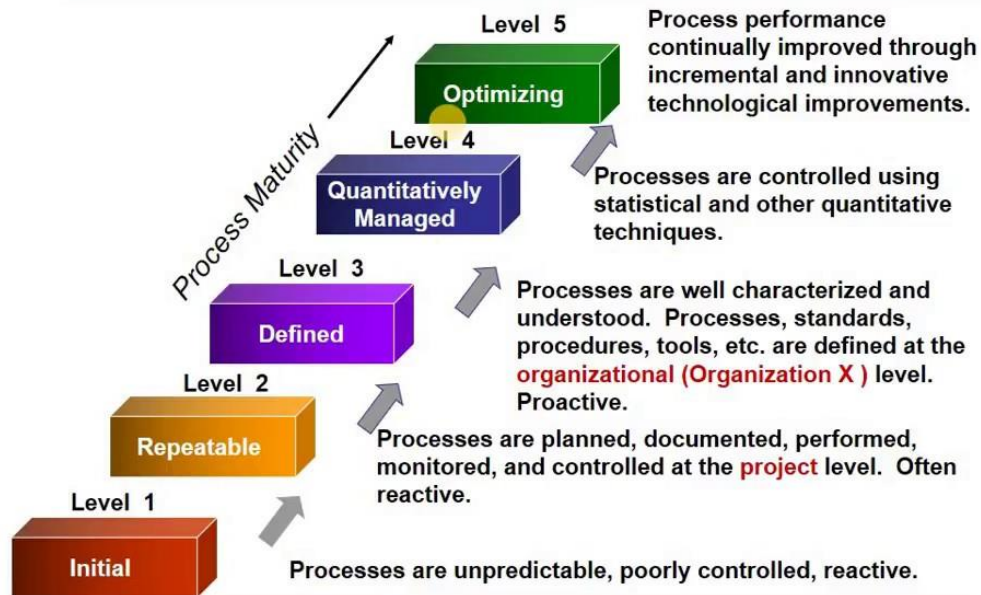 Level 5
Optimizing
Process performance
continually improved through
incremental and innovative
technological improvements.
Process Maturity
Level 4
Quantitatively
Managed
Processes are controlled using
statistical and other quantitative
techniques.
Level 3
Defined
Processes are well characterized and
understood. Processes, standards,
procedures, tools, etc. are defined at the
organizational (Organization X ) level.
Proactive.
Level 2
Repeatable
Processes are planned, documented, performed,
monitored, and controlled at the project level. Often
reactive.
Level 1
Initial
Processes are unpredictable, poorly controlled, reactive.